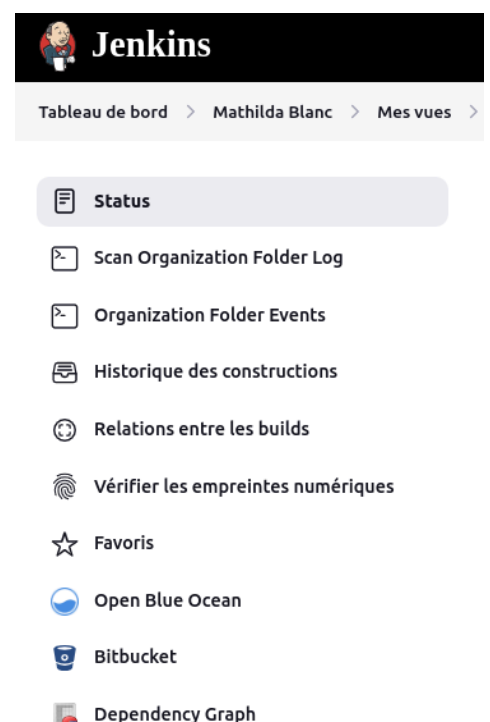 Jenkins
Tableau de bord > Mathilda Blanc > Mes vues >
Status
Scan Organization Folder Log
Organization Folder Events
Historique des constructions
Relations entre les builds
Vérifier les empreintes numériques
Favoris
Open Blue Ocean
Bitbucket
Dependency Graph